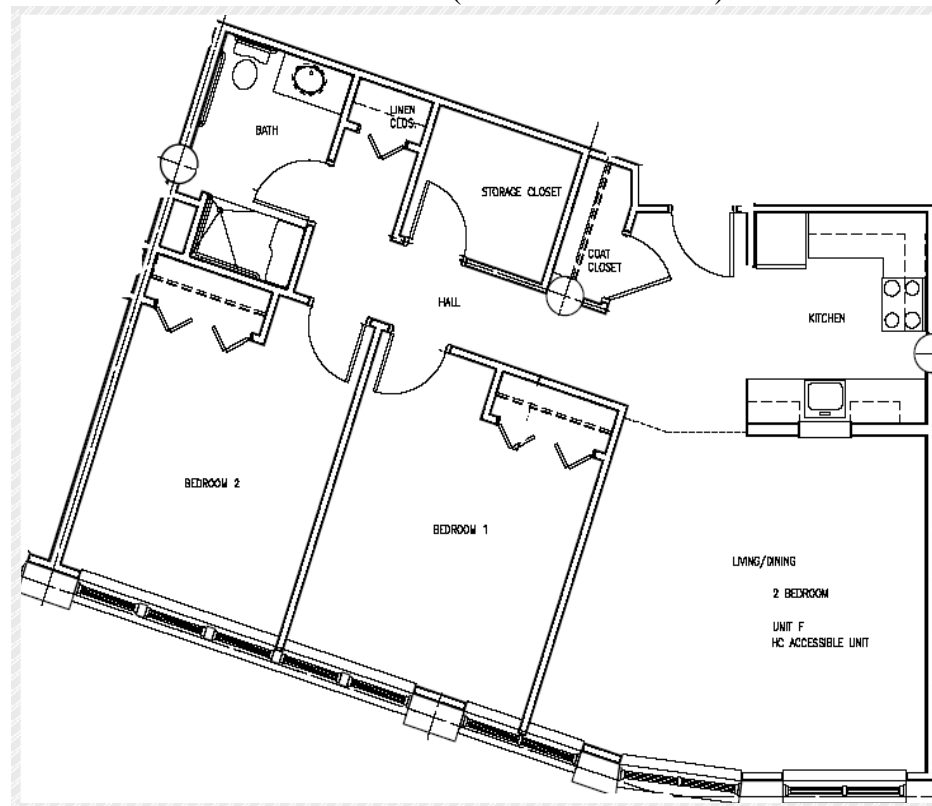 LINEN
CLOS.
BATH
STORAGE CLOSET
COAT
CLOSET
HALL
KITCHEN
BEDROOM 2
BEDROOM 1
LIVING/DINING
2 BEDROOM
UNIT F
HC ACCESSIBLE UNIT